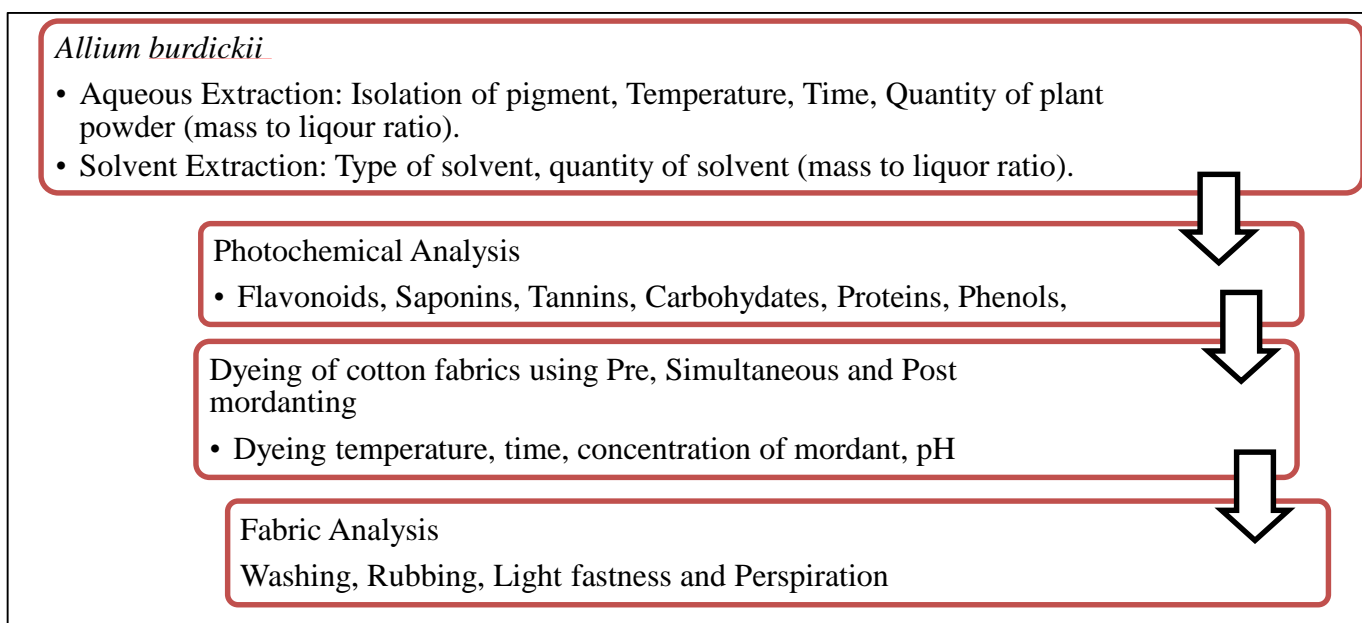 Allium burdickii
• Aqueous Extraction: Isolation of pigment, Temperature, Time, Quantity of plant
powder (mass to liqour ratio).
• Solvent Extraction: Type of solvent, quantity of solvent (mass to liquor ratio).
Photochemical Analysis
• Flavonoids, Saponins, Tannins, Carbohydates, Proteins, Phenols,
Dyeing of cotton fabrics using Pre, Simultaneous and Post
mordanting
• Dyeing temperature, time, concentration of mordant, pH
Fabric Analysis
Washing, Rubbing, Light fastness and Perspiration